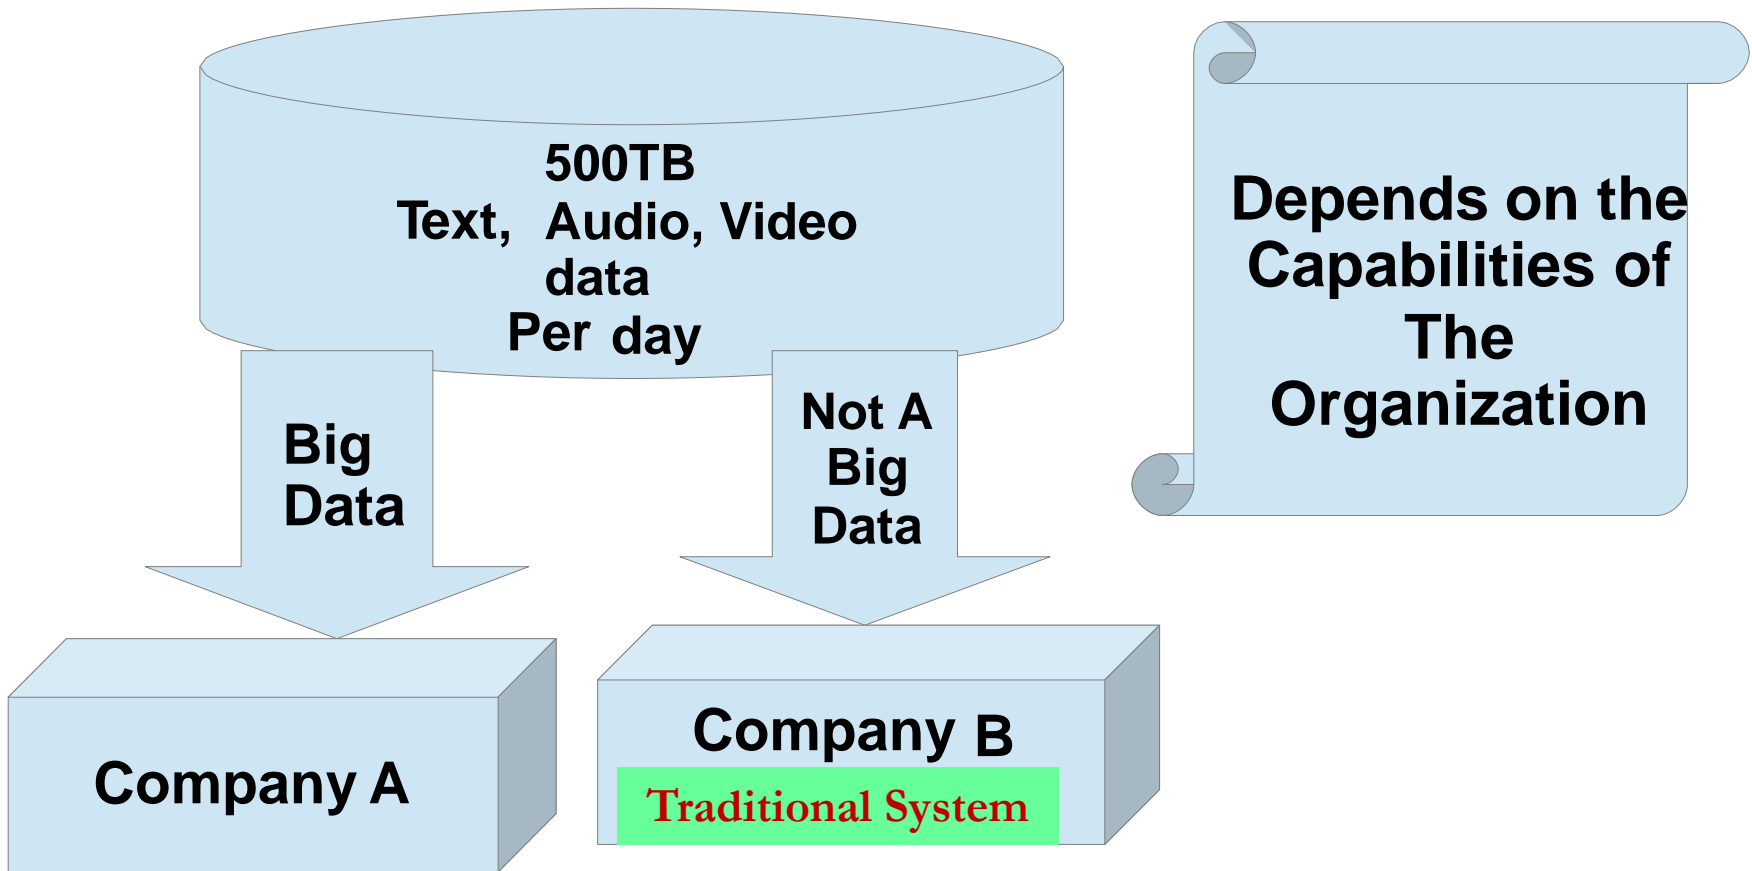 500TB
Text, Audio, Video
data
Per day
Big
Data
Not A
Big
Data
Company A
Company B
Traditional System
Depends on the
Capabilities of
The
Organization